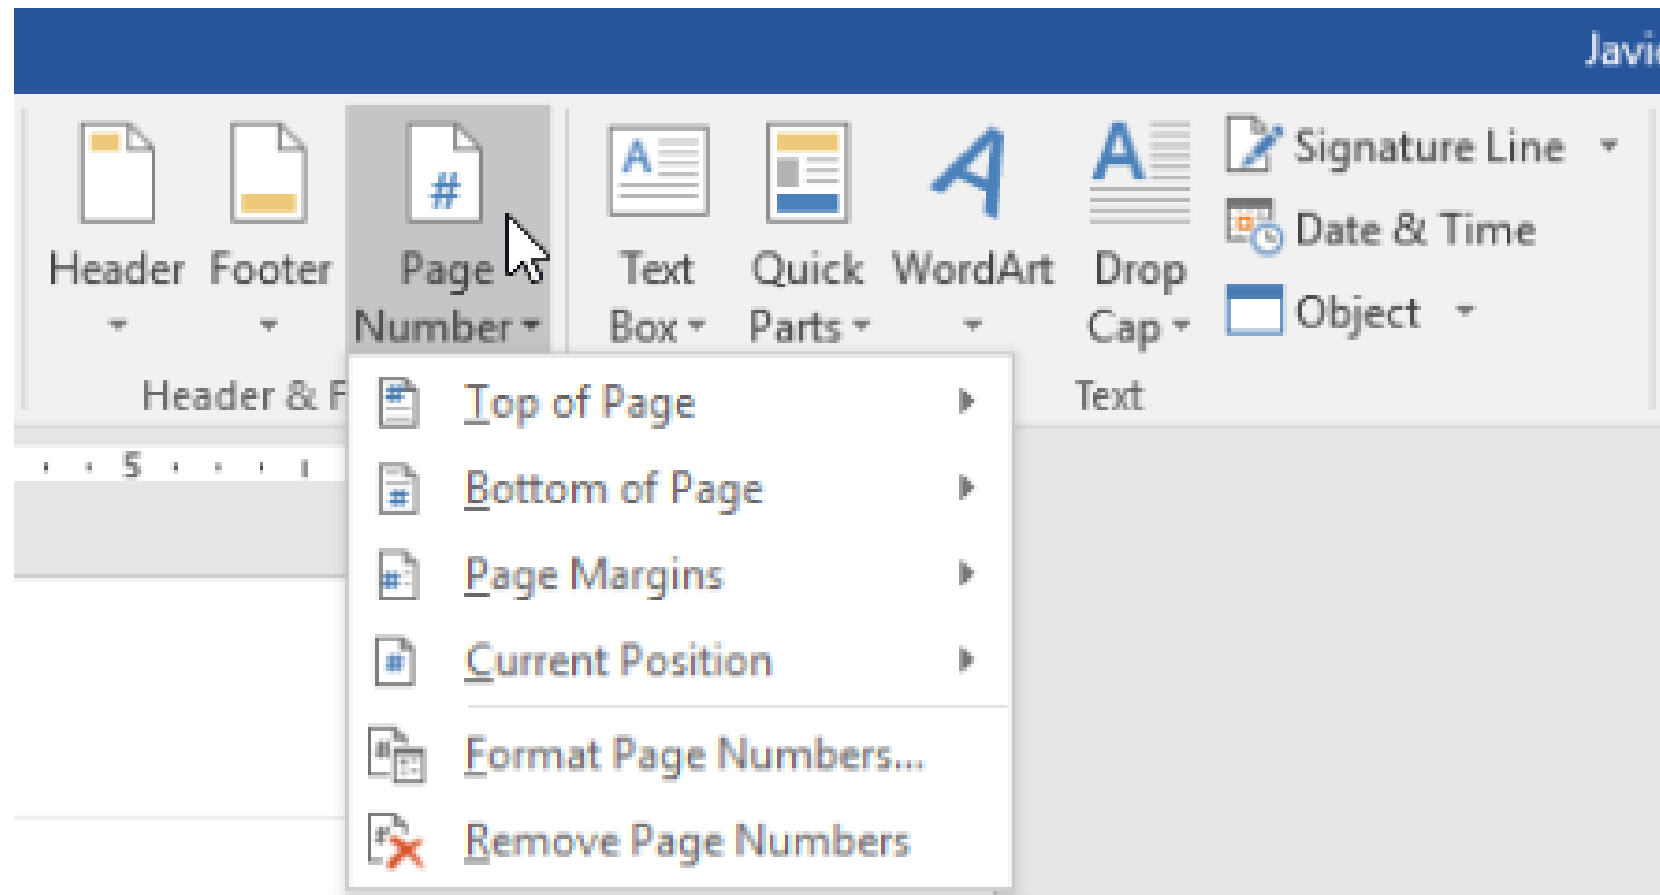 Javi
Header Footer Page Number Text Box Quick Parts WordArt Drop Cap
Signature Line
Date & Time
Object
Header & F
Text
5
Top of Page
Bottom of Page
Page Margins
Current Position
Format Page Numbers...
Remove Page Numbers